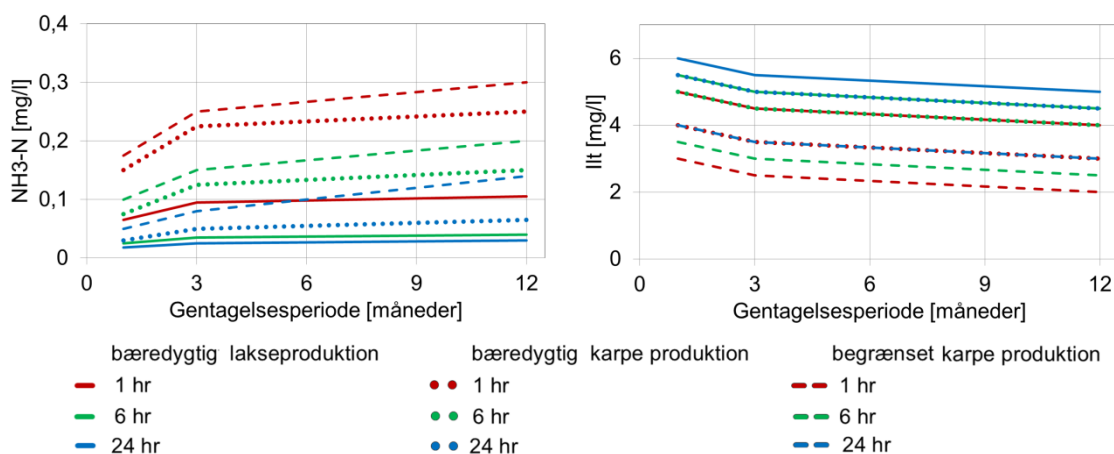 0,4
0,3
0,2
0,1
0
NH3-N [mg/l]
0 3 6 9 12
Gentagelsesperiode [måneder]
6
4
2
0
Ilt [mg/l]
0 3 6 9 12
Gentagelsesperiode [måneder]
bæredygtig lakseproduktion
1 hr
6 hr
24 hr
bæredygtig karpe produktion
1 hr
6 hr
24 hr
begrænset karpe produktion
1 hr
6 hr
24 hr